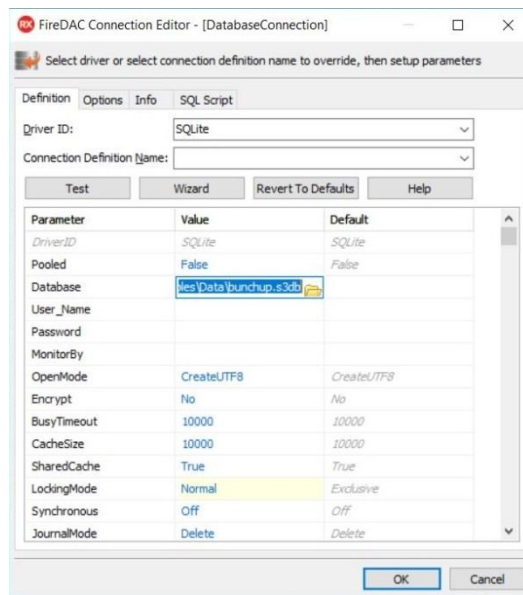 RX FireDAC Connection Editor - [DatabaseConnection]
Select driver or select connection definition name to override, then setup parameters
Definition Options Info SQL Script
Driver ID: SQLite
Connection Definition Name:
Test Wizard Revert To Defaults Help
Parameter Value Default
DriverID SQLite SQLite
Pooled False False
Database ples\Data\bunchup.s3db
User_Name
Password
MonitorBy
OpenMode CreateUTF8 CreateUTF8
Encrypt No No
BusyTimeout 10000 10000
CacheSize 10000 10000
SharedCache True True
LockingMode Normal Exclusive
Synchronous Off Off
JournalMode Delete Delete
OK Cancel